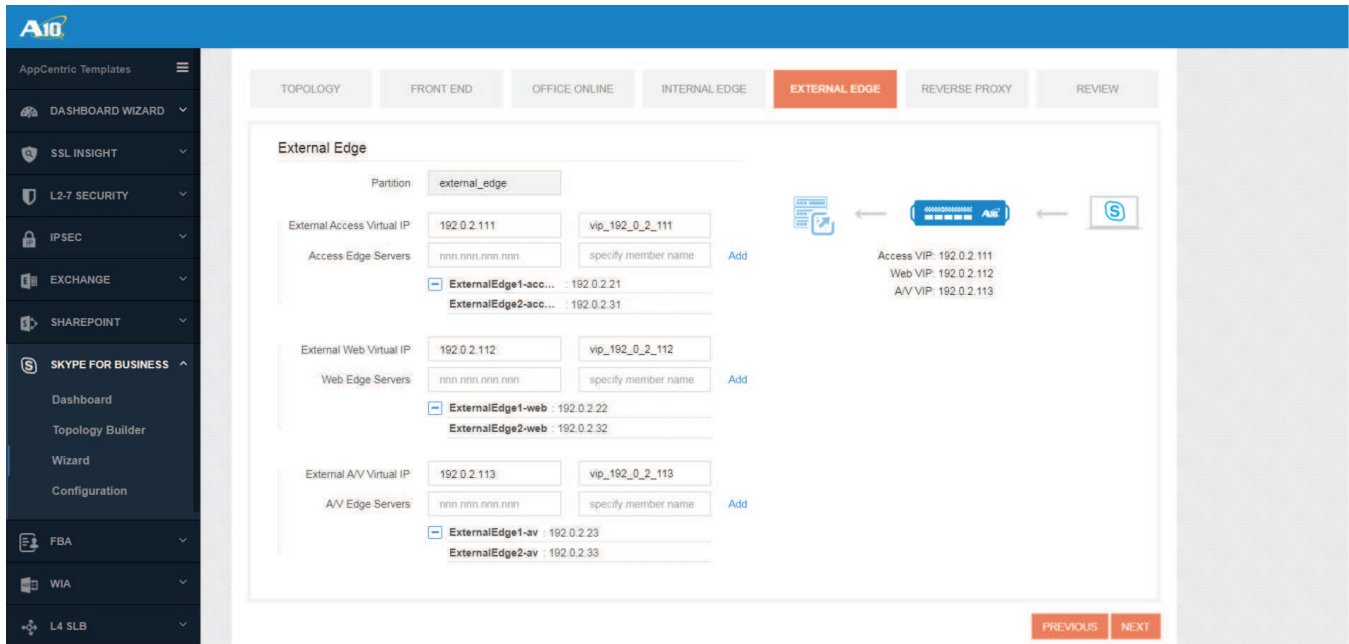 A10
AppCentric Templates
DASHBOARD WIZARD
SSL INSIGHT
L2-7 SECURITY
IPSEC
EXCHANGE
SHAREPOINT
SKYPE FOR BUSINESS
Dashboard
Topology Builder
Wizard
Configuration
FBA
WIA
L4 SLB
TOPOLOGY FRONT END OFFICE ONLINE INTERNAL EDGE EXTERNAL EDGE REVERSE PROXY REVIEW
External Edge
Partition external_edge
External Access Virtual IP 192.0.2.111 vip_192_0_2_111
Access Edge Servers nnn.nnn.nnn.nnn specify member name Add
ExternalEdge1-acc... : 192.0.2.21
ExternalEdge2-acc... : 192.0.2.31
External Web Virtual IP 192.0.2.112 vip_192_0_2_112
Web Edge Servers nnn.nnn.nnn.nnn specify member name Add
ExternalEdge1-web : 192.0.2.22
ExternalEdge2-web : 192.0.2.32
External A/V Virtual IP 192.0.2.113 vip_192_0_2_113
A/V Edge Servers nnn.nnn.nnn.nnn specify member name Add
ExternalEdge1-av : 192.0.2.23
ExternalEdge2-av : 192.0.2.33
A10
S
Access VIP: 192.0.2.111
Web VIP: 192.0.2.112
A/V VIP: 192.0.2.113
PREVIOUS NEXT